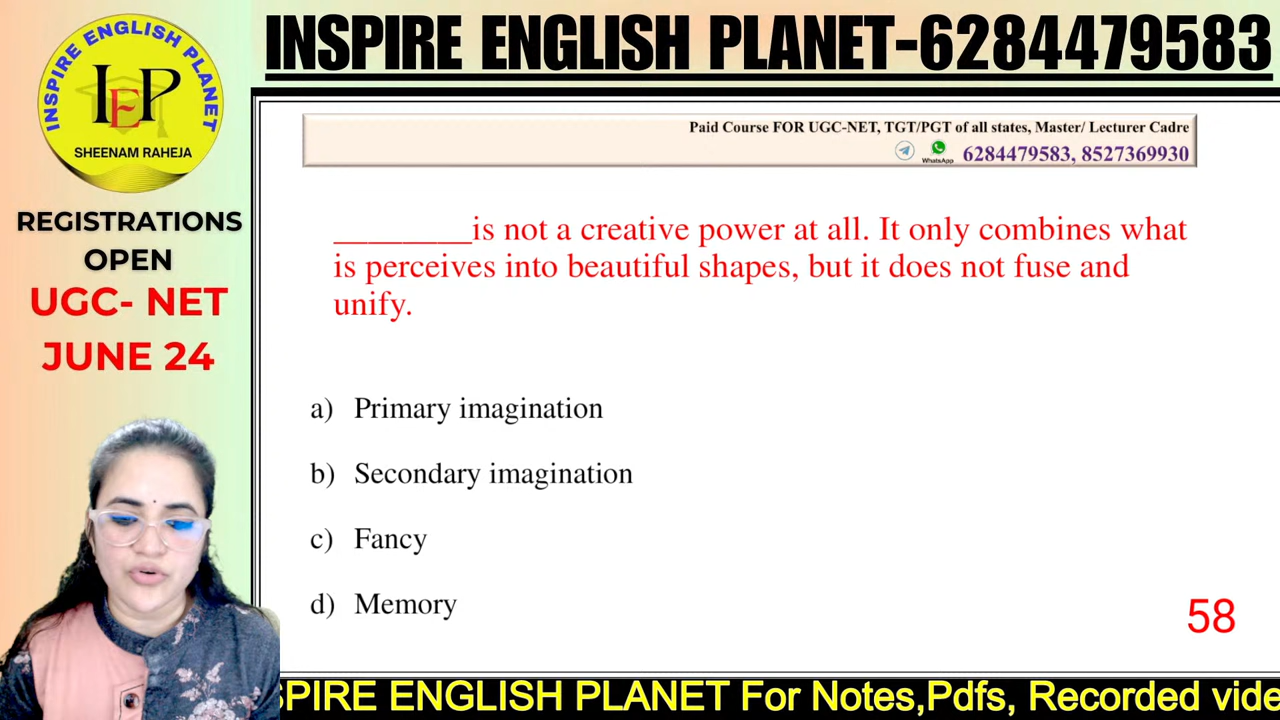 INSPIRE ENGLISH PLANET
IEP
SHEENAM RAHEJA
REGISTRATIONS
OPEN
UGC- NET
JUNE 24
INSPIRE ENGLISH PLANET-6284479583
Paid Course FOR UGC-NET, TGT/PGT of all states, Master/ Lecturer Cadre
WhatsApp 6284479583, 8527369930
________is not a creative power at all. It only combines what
is perceives into beautiful shapes, but it does not fuse and
unify.
a) Primary imagination
b) Secondary imagination
c) Fancy
d) Memory
58
SPIRE ENGLISH PLANET For Notes,Pdfs, Recorded vide